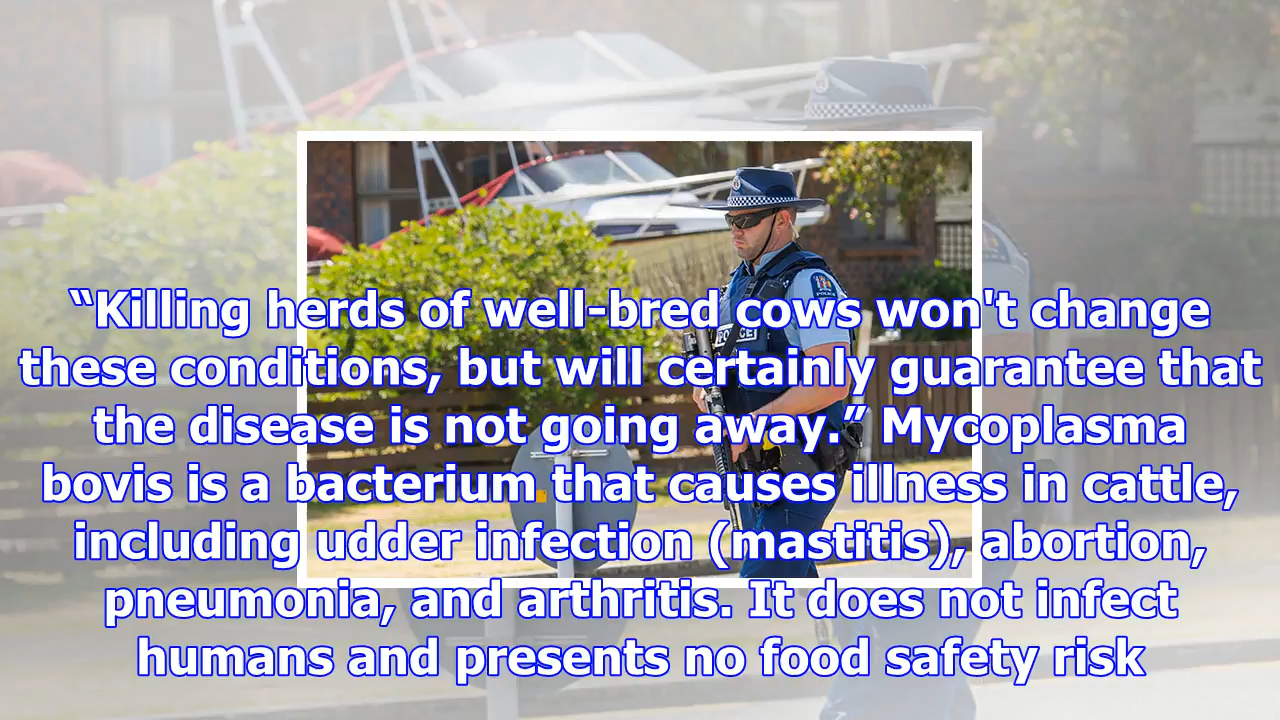 “Killing herds of well-bred cows won't change
these conditions, but will certainly guarantee that
the disease is not going away.” Mycoplasma
bovis is a bacterium that causes illness in cattle,
including udder infection (mastitis), abortion,
pneumonia, and arthritis. It does not infect
humans and presents no food safety risk
POLICE
POLICE